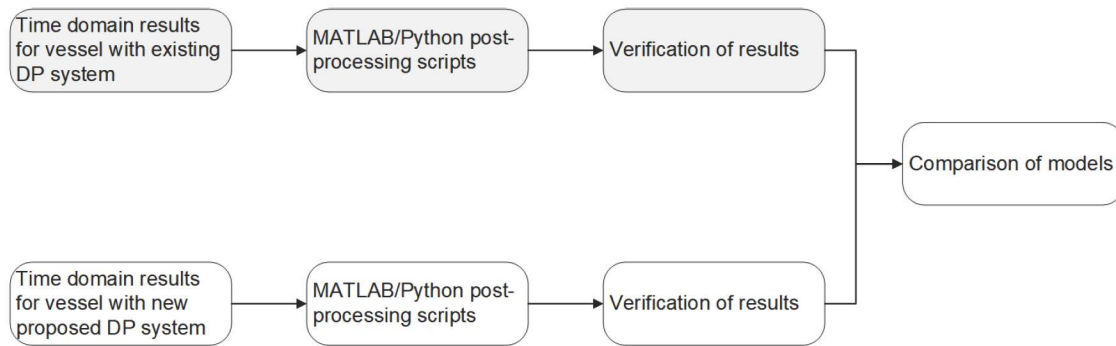 Time domain results
for vessel with existing
DP system
MATLAB/Python post-
processing scripts
Verification of results
Comparison of models
Time domain results
for vessel with new
proposed DP system
MATLAB/Python post-
processing scripts
Verification of results